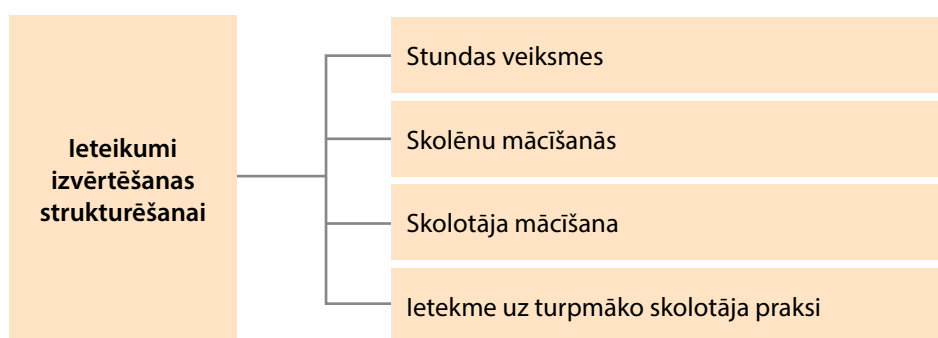 Ieteikumi
izvērtēšanas
strukturēšanai
Stundas veiksmes
Skolēnu mācīšanās
Skolotāja mācīšana
Ietekme uz turpmāko skolotāja praksi